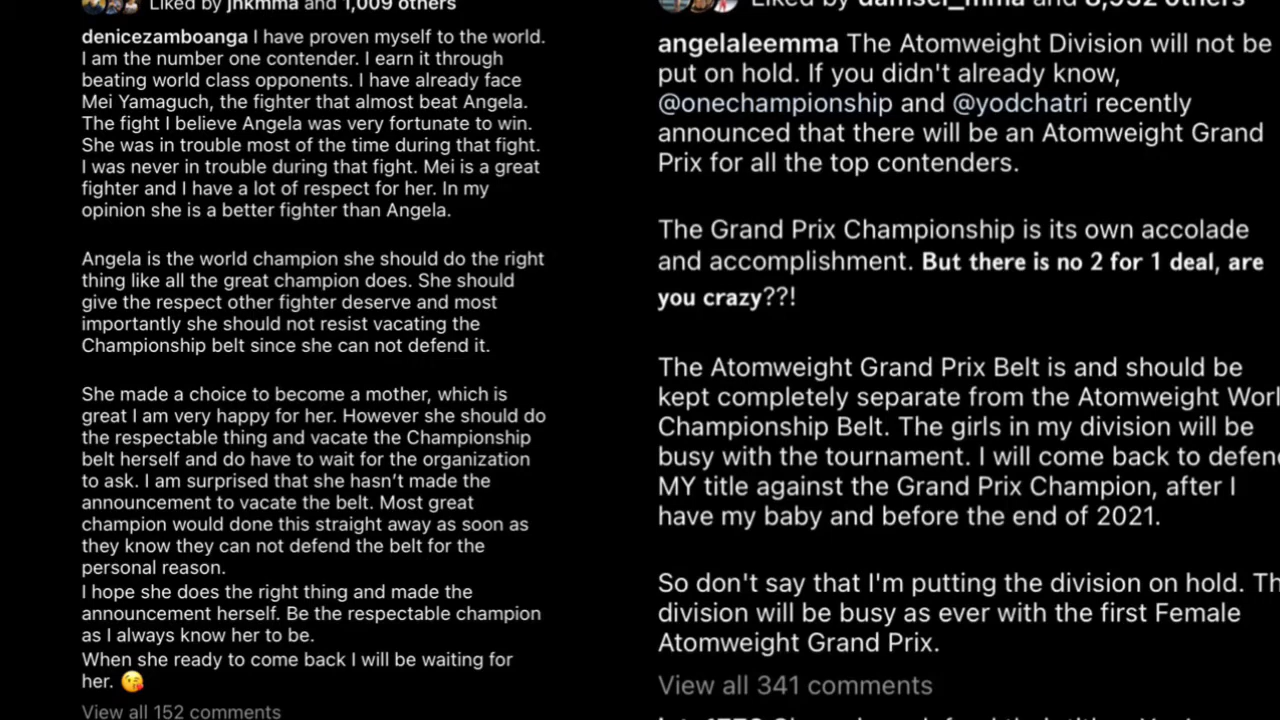 Liked by jhkmma and 1,009 others
denicezamboanga I have proven myself to the world.
I am the number one contender. I earn it through
beating world class opponents. I have already face
Mei Yamaguch, the fighter that almost beat Angela.
The fight I believe Angela was very fortunate to win.
She was in trouble most of the time during that fight.
I was never in trouble during that fight. Mei is a great
fighter and I have a lot of respect for her. In my
opinion she is a better fighter than Angela.
Angela is the world champion she should do the right
thing like all the great champion does. She should
give the respect other fighter deserve and most
importantly she should not resist vacating the
Championship belt since she can not defend it.
She made a choice to become a mother, which is
great I am very happy for her. However she should do
the respectable thing and vacate the Championship
belt herself and do have to wait for the organization
to ask. I am surprised that she hasn't made the
announcement to vacate the belt. Most great
champion would done this straight away as soon as
they know they can not defend the belt for the
personal reason.
I hope she does the right thing and made the
announcement herself. Be the respectable champion
as I always know her to be.
When she ready to come back I will be waiting for
her. 😘
View all 152 comments
Liked by damsel_mma and others
angelaleemma The Atomweight Division will not be
put on hold. If you didn't already know,
@onechampionship and @yodchatri recently
announced that there will be an Atomweight Grand
Prix for all the top contenders.
The Grand Prix Championship is its own accolade
and accomplishment. But there is no 2 for 1 deal, are
you crazy??!
The Atomweight Grand Prix Belt is and should be
kept completely separate from the Atomweight Worl
Championship Belt. The girls in my division will be
busy with the tournament. I will come back to defen
MY title against the Grand Prix Champion, after I
have my baby and before the end of 2021.
So don't say that I'm putting the division on hold. Th
division will be busy as ever with the first Female
Atomweight Grand Prix.
View all 341 comments